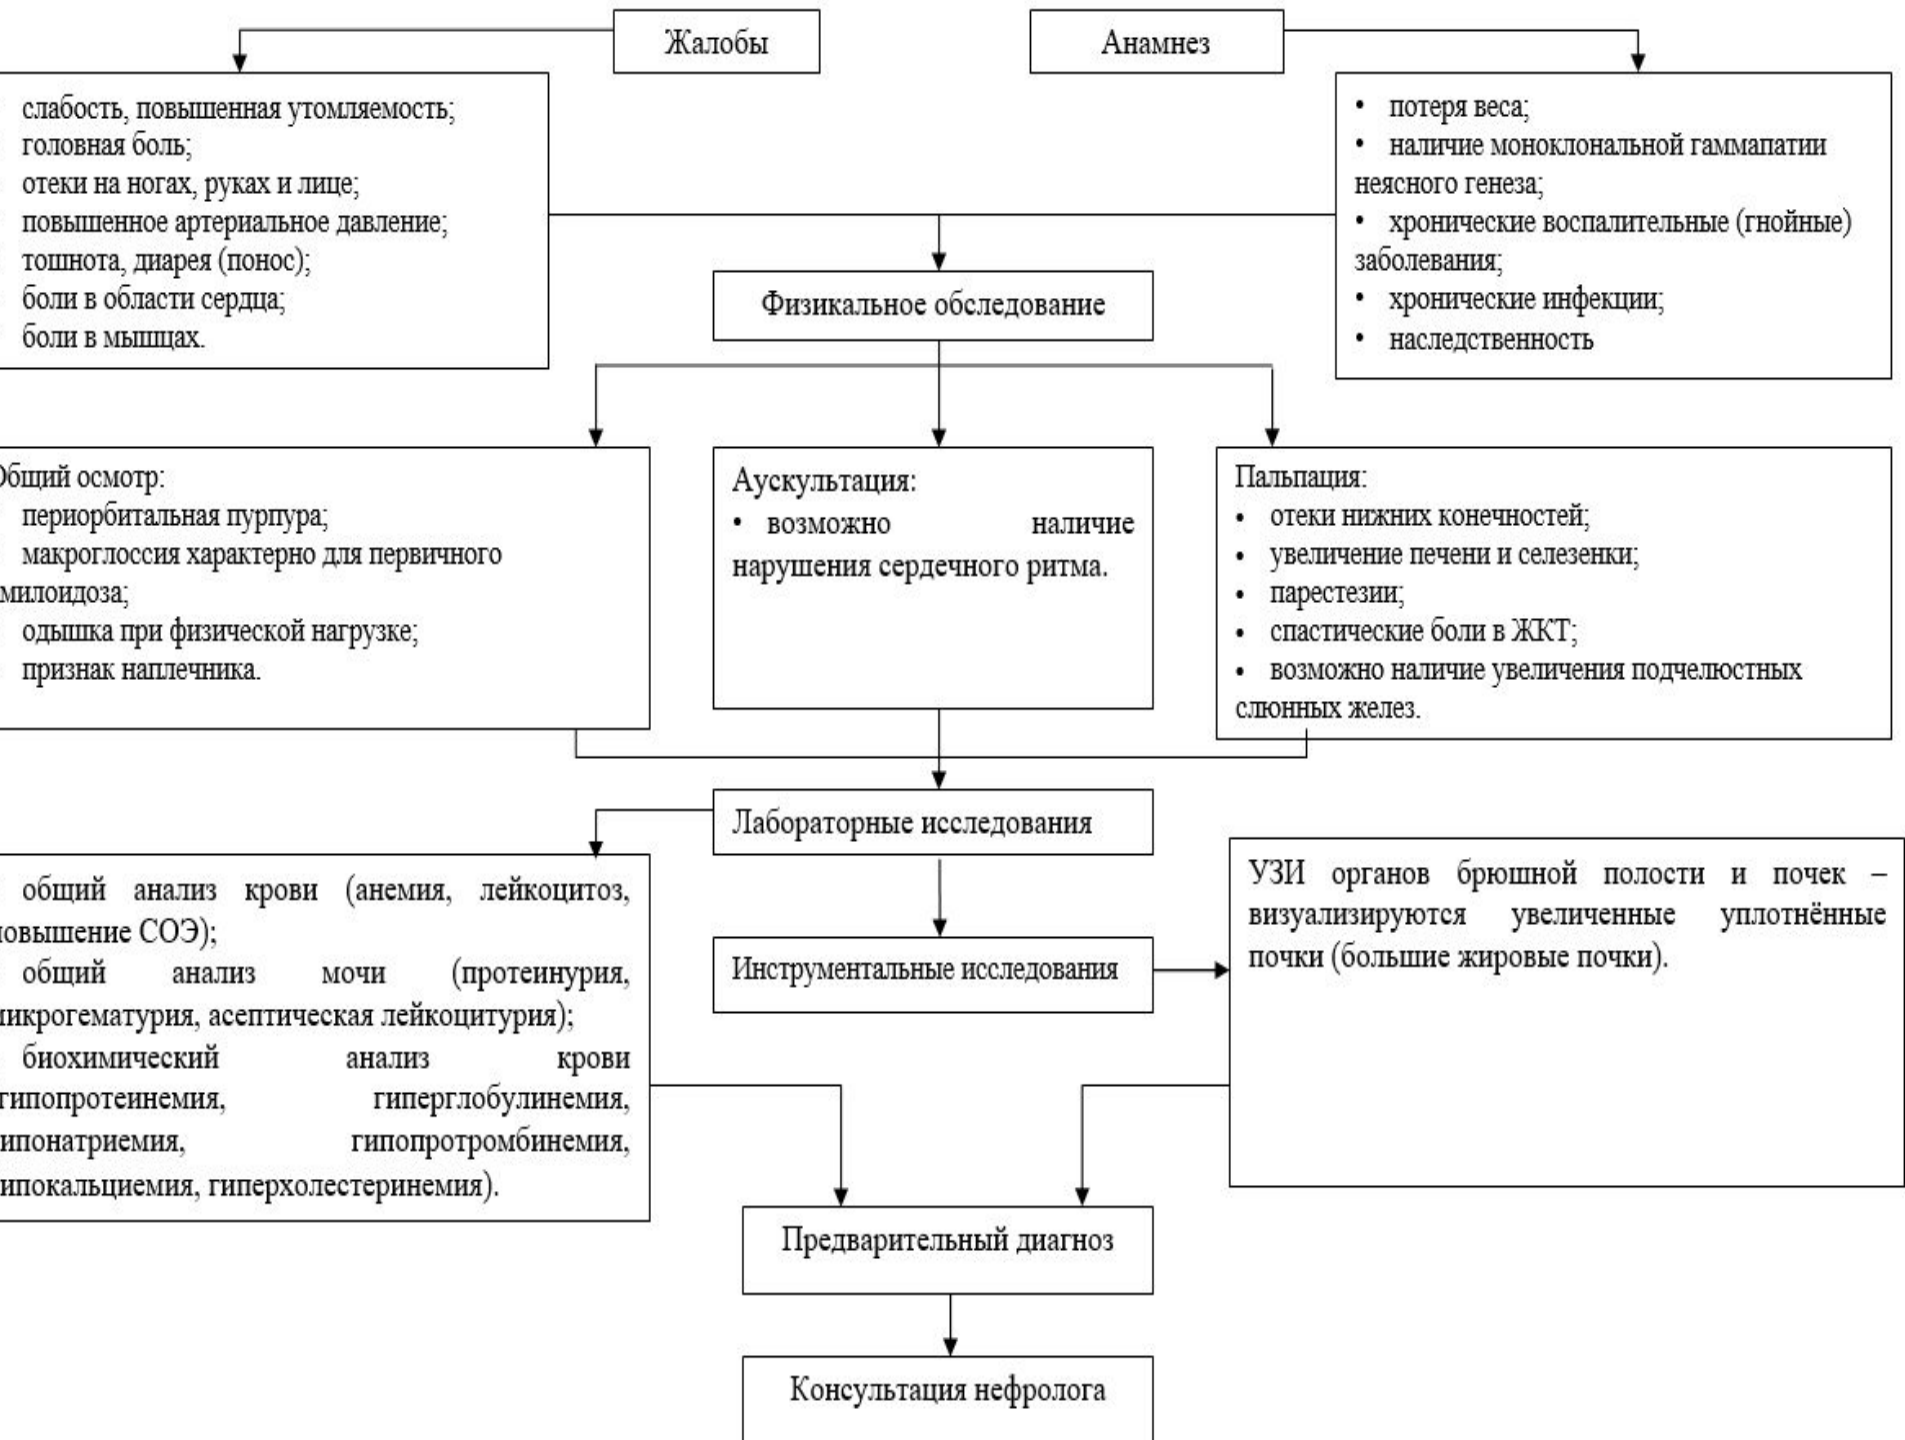 Жалобы
Анамнез
слабость, повышенная утомляемость;
головная боль;
отеки на ногах, руках и лице;
повышенное артериальное давление;
тошнота, диарея (понос);
боли в области сердца;
боли в мышцах.
• потеря веса;
• наличие моноклональной гаммапатии
неясного генеза;
• хронические воспалительные (гнойные)
заболевания;
• хронические инфекции;
• наследственность
Физикальное обследование
Общий осмотр:
периорбитальная пурпура;
макроглоссия характерно для первичного
милоидоза;
одышка при физической нагрузке;
признак наплечника.
Аускультация:
• возможно наличие
нарушения сердечного ритма.
Пальпация:
• отеки нижних конечностей;
• увеличение печени и селезенки;
• парестезии;
• спастические боли в ЖКТ;
• возможно наличие увеличения подчелюстных
слюнных желез.
Лабораторные исследования
общий анализ крови (анемия, лейкоцитоз,
повышение СОЭ);
общий анализ мочи (протеинурия,
микрогематурия, асептическая лейкоцитурия);
биохимический анализ крови
гипопротеинемия, гиперглобулинемия,
ипонатриемия, гипопротромбинемия,
ипокальциемия, гиперхолестеринемия).
Инструментальные исследования
УЗИ органов брюшной полости и почек –
визуализируются увеличенные уплотнённые
почки (большие жировые почки).
Предварительный диагноз
Консультация нефролога